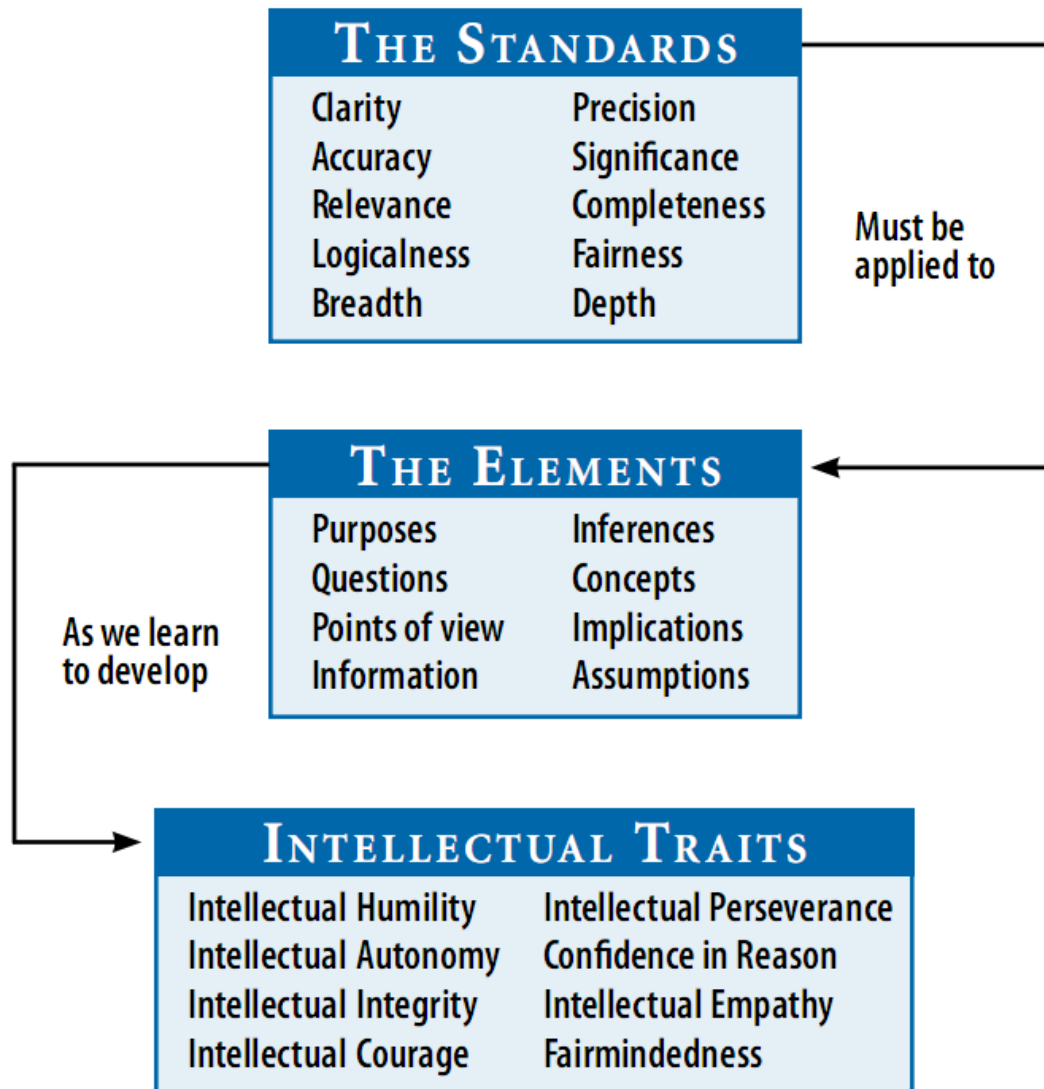 THE STANDARDS
Clarity Precision
Accuracy Significance
Relevance Completeness
Logicalness Fairness
Breadth Depth
Must be
applied to
THE ELEMENTS
Purposes Inferences
Questions Concepts
Points of view Implications
Information Assumptions
As we learn
to develop
INTELLECTUAL TRAITS
Intellectual Humility Intellectual Perseverance
Intellectual Autonomy Confidence in Reason
Intellectual Integrity Intellectual Empathy
Intellectual Courage Fairmindedness